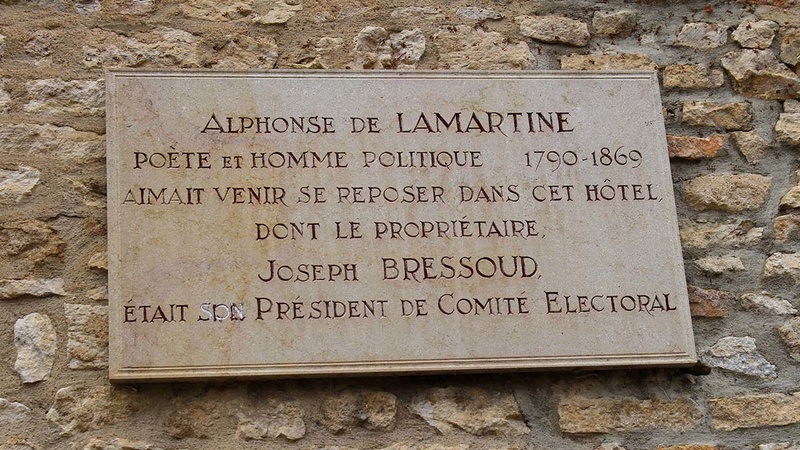 ALPHONSE DE LAMARTINE
POÈTE ET HOMME POLITIQUE 1790-1869
AIMAIT VENIR SE REPOSER DANS CET HÔTEL,
DONT LE PROPRIÉTAIRE,
JOSEPH BRESSOUD,
ÉTAIT SON PRÉSIDENT DE COMITÉ ELECTORAL